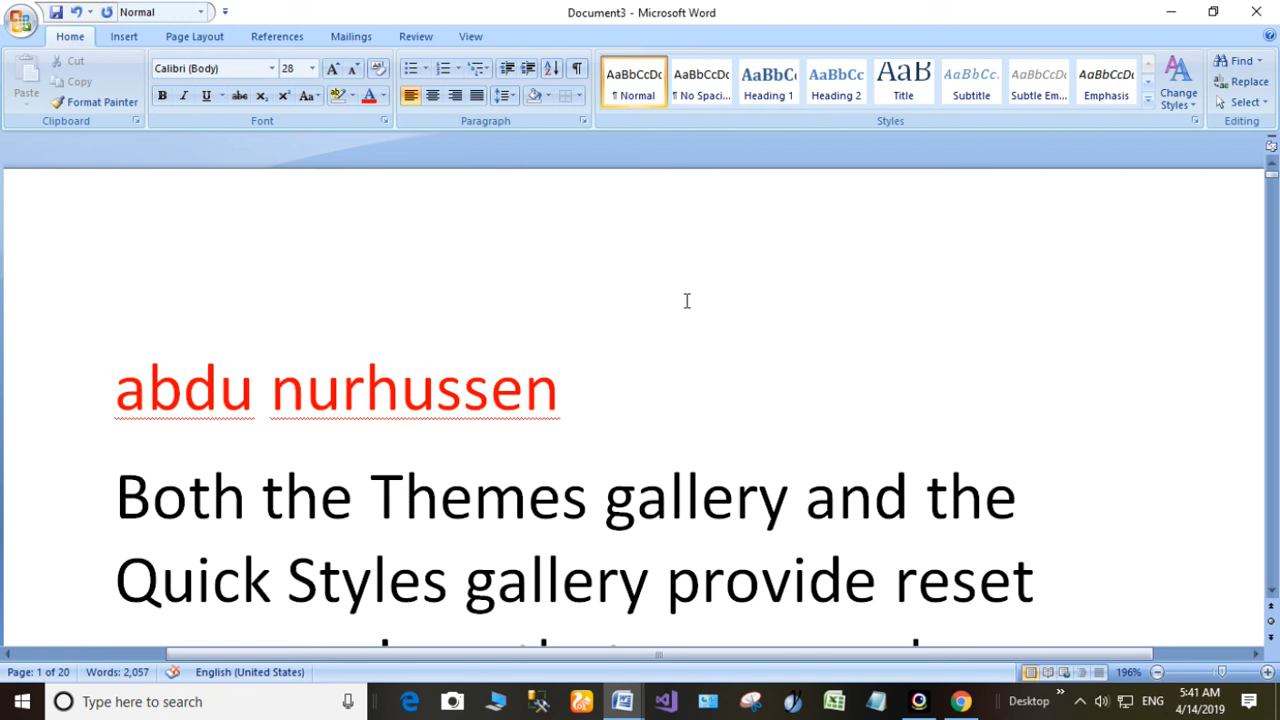 Normal
Document3 - Microsoft Word
Home Insert Page Layout References Mailings Review View
Paste
Cut
Copy
Format Painter
Clipboard
Calibri (Body) 28
Font
Paragraph
AaBbCcDc AaBbCcDc AaBbC AaBbCc AaB AaBbCc. AaBbCcDc AaBbCcDc
¶ Normal ¶ No Spaci... Heading 1 Heading 2 Title Subtitle Subtle Em... Emphasis
Change Styles
Styles
Find
Replace
Select
Editing
abdu nurhussen
Both the Themes gallery and the
Quick Styles gallery provide reset
Page: 1 of 20 Words: 2,057 English (United States) 196%
Type here to search
Desktop
ENG
5:41 AM
4/14/2019